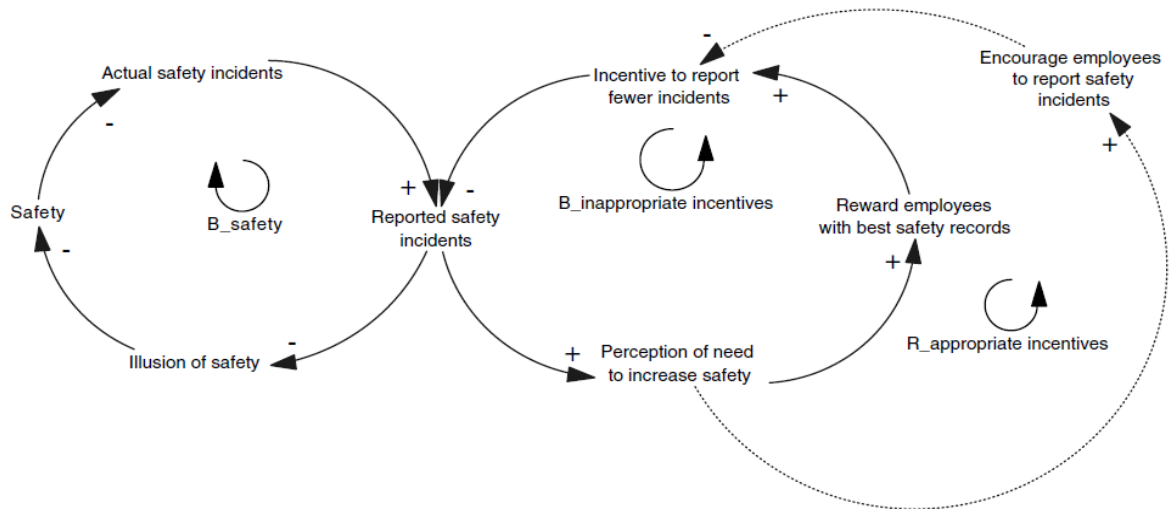 Actual safety incidents
-
+
Safety
-
B_safety
-
Illusion of safety
Reported safety
incidents
-
Incentive to report
fewer incidents
-
+
B_inappropriate incentives
Encourage employees
to report safety
incidents
+
Reward employees
with best safety records
+
R_appropriate incentives
+
Perception of need
to increase safety